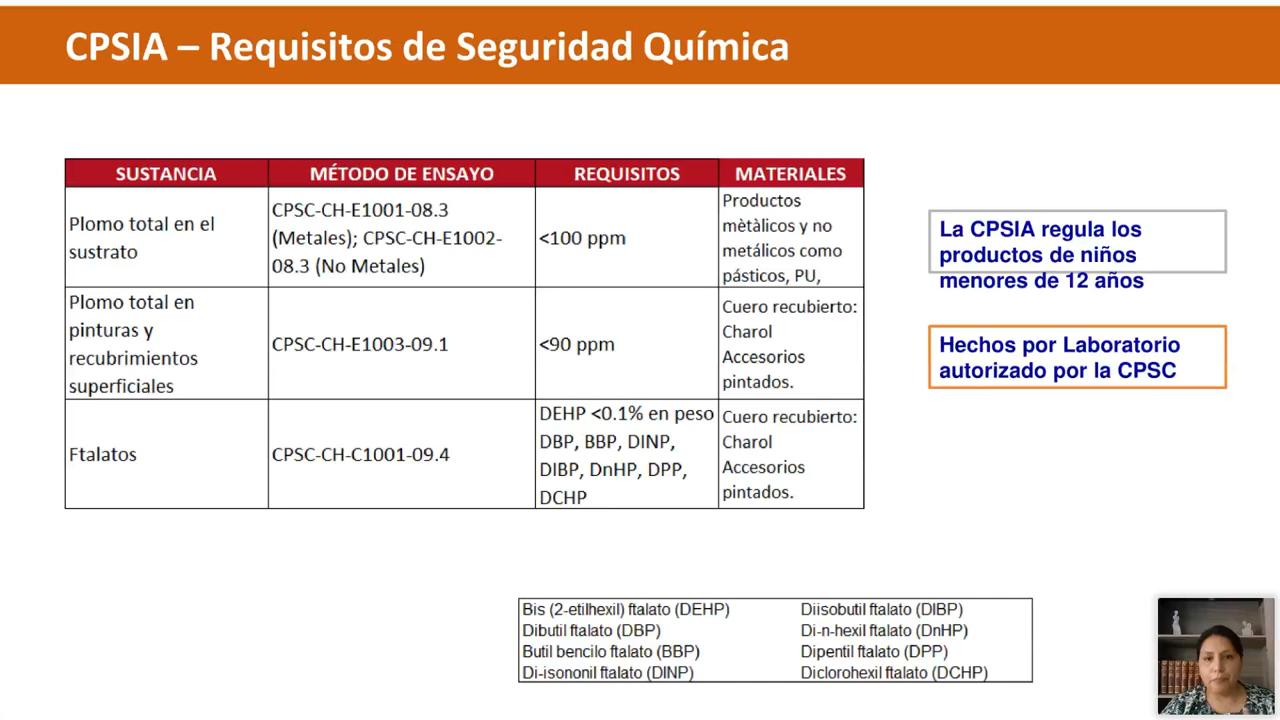 CPSIA – Requisitos de Seguridad Química
SUSTANCIA
MÉTODO DE ENSAYO
REQUISITOS
MATERIALES
Plomo total en el
sustrato
CPSC-CH-E1001-08.3
(Metales); CPSC-CH-E1002-
08.3 (No Metales)
<100 ppm
Productos
mètàlicos y no
metálicos como
pásticos, PU,
Plomo total en
pinturas y
recubrimientos
superficiales
CPSC-CH-E1003-09.1
<90 ppm
Cuero recubierto:
Charol
Accesorios
pintados.
Ftalatos
CPSC-CH-C1001-09.4
DEHP <0.1% en peso
DBP, BBP, DINP,
DIBP, DnHP, DPP,
DCHP
Cuero recubierto:
Charol
Accesorios
pintados.
La CPSIA regula los
productos de niños
menores de 12 años
Hechos por Laboratorio
autorizado por la CPSC
Bis (2-etilhexil) ftalato (DEHP)
Dibutil ftalato (DBP)
Butil bencilo ftalato (BBP)
Di-isononil ftalato (DINP)
Diisobutil ftalato (DIBP)
Di-n-hexil ftalato (DnHP)
Dipentil ftalato (DPP)
Diclorohexil ftalato (DCHP)